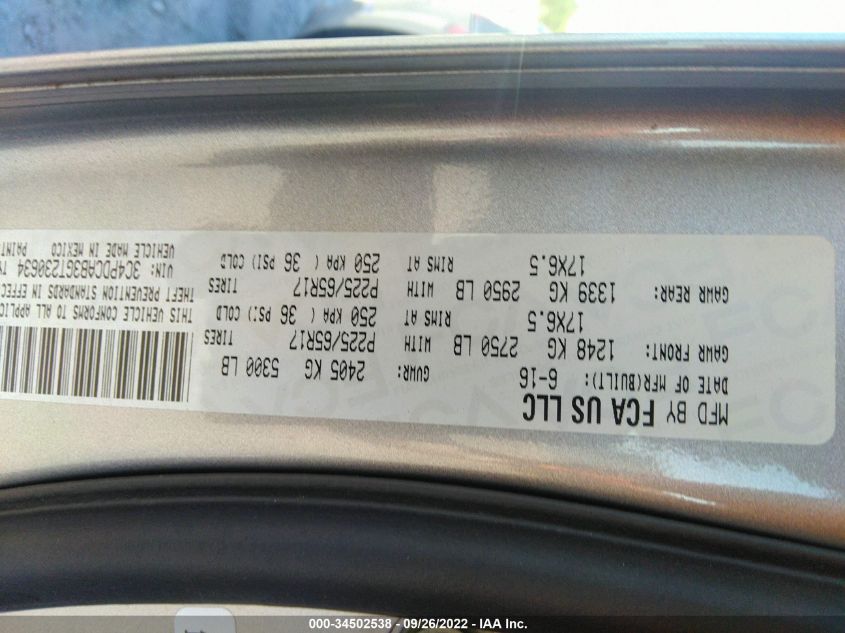 MFD BY FCA US LLC
DATE OF MFR(BUILT): 6-16 GVWR: 2405 KG 5300 LB
GAWR FRONT: 1248 KG 2750 LB WITH P225/65R17 TIRES
17X6.5 RIMS AT 250 KPA ( 36 PSI) COLD
GAWR REAR: 1339 KG 2950 LB WITH P225/65R17 TIRES
17X6.5 RIMS AT 250 KPA ( 36 PSI) COLD
THIS VEHICLE CONFORMS TO ALL APPLIC
THEFT PREVENTION STANDARDS IN EFFEC
VIN: 3C4PDCAB3GT230634 TY
VEHICLE MADE IN MEXICO PAINT
000-34502538 - 09/26/2022 - IAA Inc.